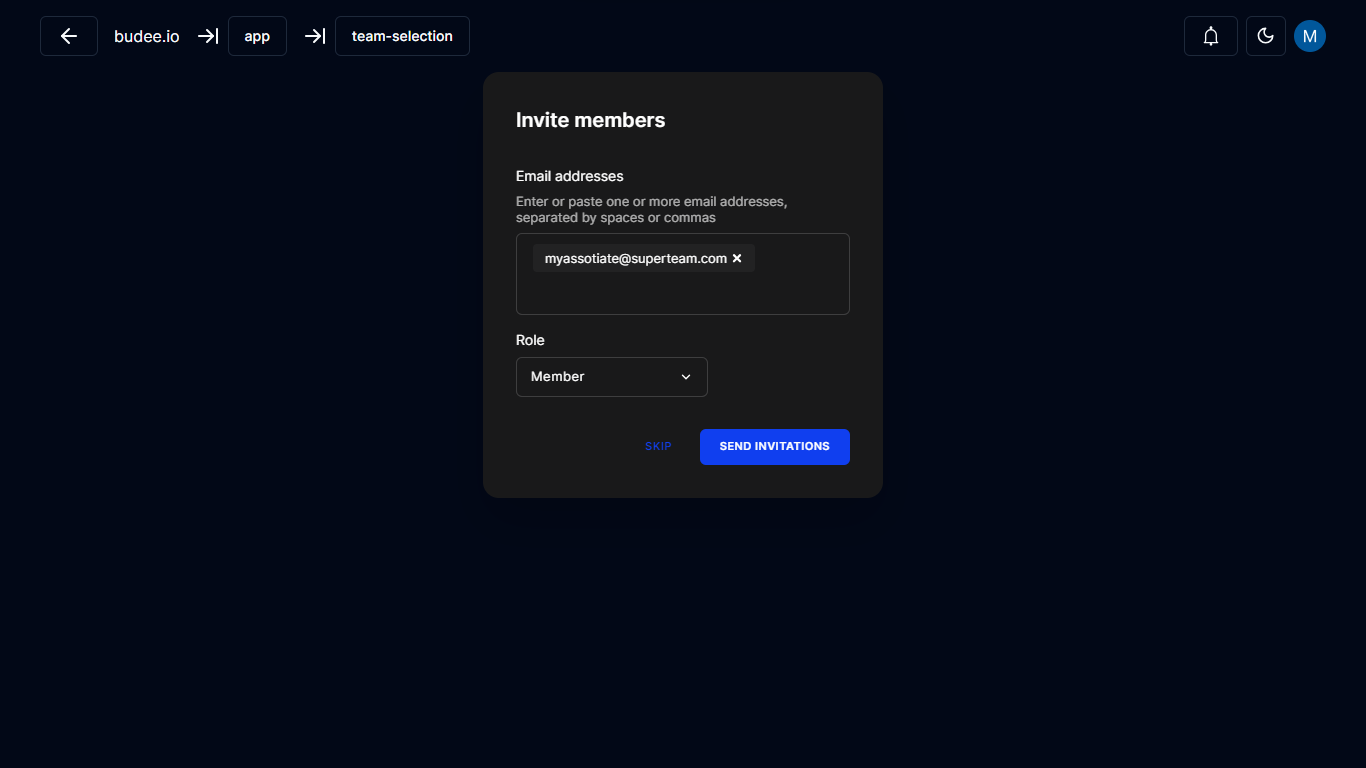 budee.io app team-selection M
Invite members
Email addresses
Enter or paste one or more email addresses,
separated by spaces or commas
myassotiate@superteam.com
Role
Member
SKIP SEND INVITATIONS